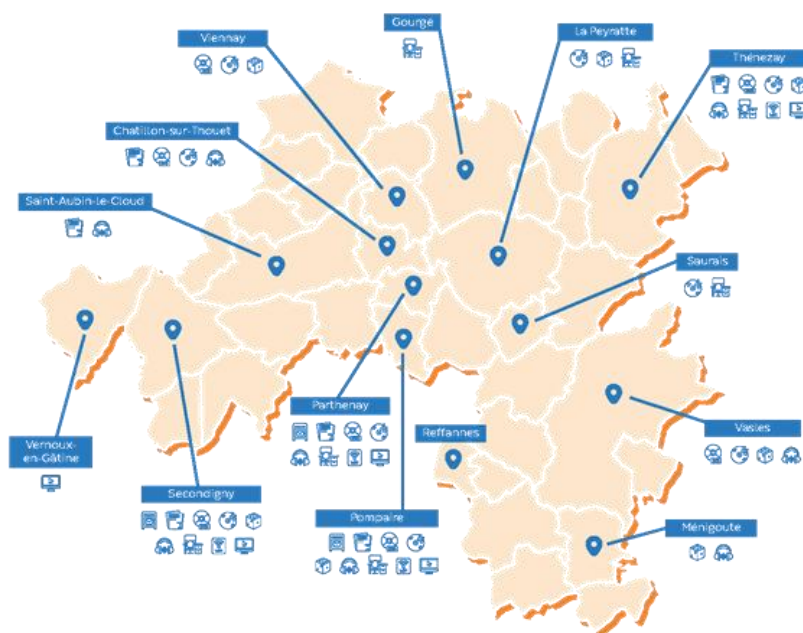 Gourgé
Viennay
La Peyratte
Thénezay
Chatillon-sur-Thouet
Saint-Aubin-le-Cloud
Saurais
Parthenay
Reffannes
Vasles
Vernoux-
en-Gâtine
Secondigny
Pompaire
Ménigoute